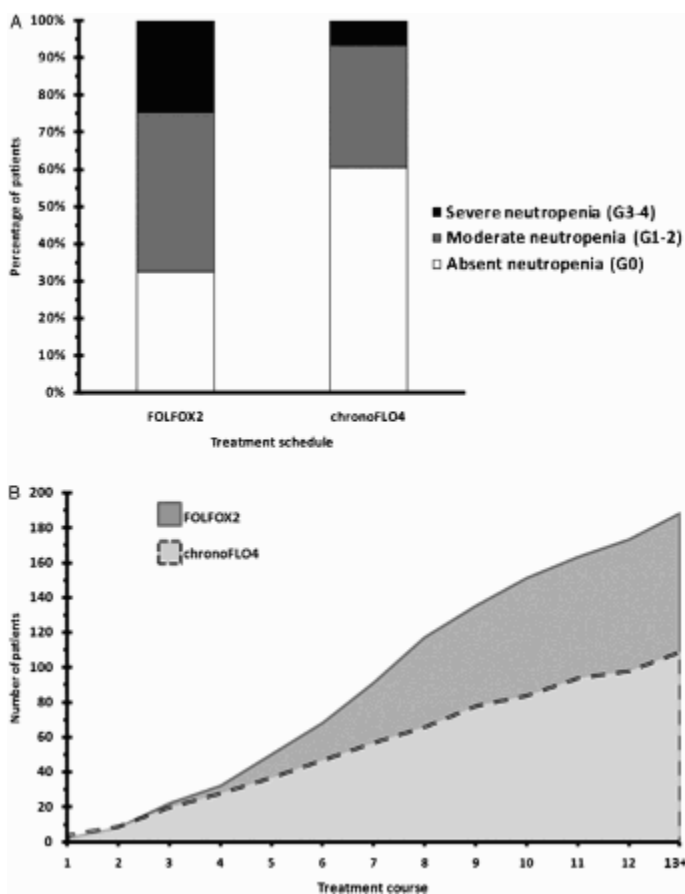 A
100%
90%
80%
70%
60%
50%
40%
30%
20%
10%
0%
Percentage of patients
FOLFOX2 chronoFLO4
Treatment schedule
Severe neutropenia (G3-4)
Moderate neutropenia (G1-2)
Absent neutropenia (G0)
B
200
180
160
140
120
100
80
60
40
20
0
Number of patients
FOLFOX2
chronoFLO4
1 2 3 4 5 6 7 8 9 10 11 12 13+
Treatment course